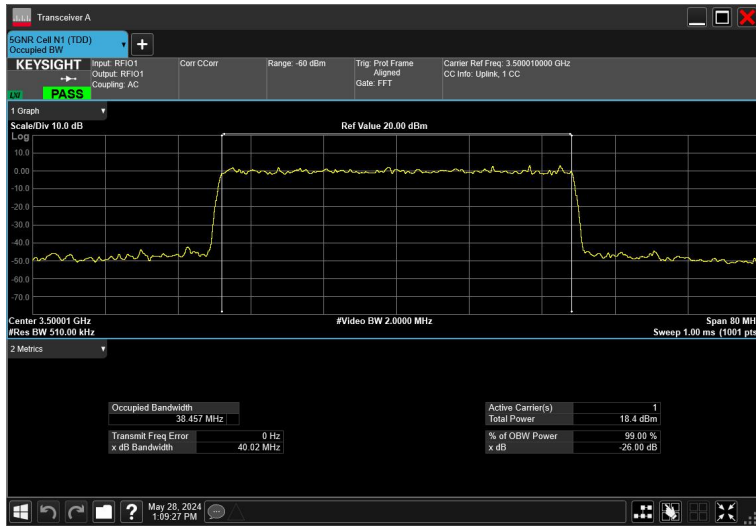 Transceiver A
5GNR Cell N1 (TDD)
Occupied BW
KEYSIGHT
LXI
PASS
Input: RFIO1
Output: RFIO1
Coupling: AC
Corr CCorr
Range: -60 dBm
Trig: Prot Frame
Aligned
Gate: FFT
Carrier Ref Freq: 3.500010000 GHz
CC Info: Uplink, 1 CC
1 Graph
Scale/Div 10.0 dB
Ref Value 20.00 dBm
Log
10.0
0.00
-10.0
-20.0
-30.0
-40.0
-50.0
-60.0
-70.0
Center 3.50001 GHz
#Video BW 2.0000 MHz
Span 80 MH
#Res BW 510.00 kHz
Sweep 1.00 ms (1001 pts
2 Metrics
Occupied Bandwidth
38.457 MHz
Active Carrier(s) 1
Total Power 18.4 dBm
Transmit Freq Error 0 Hz
x dB Bandwidth 40.02 MHz
% of OBW Power 99.00 %
x dB -26.00 dB
?
May 28, 2024
1:09:27 PM